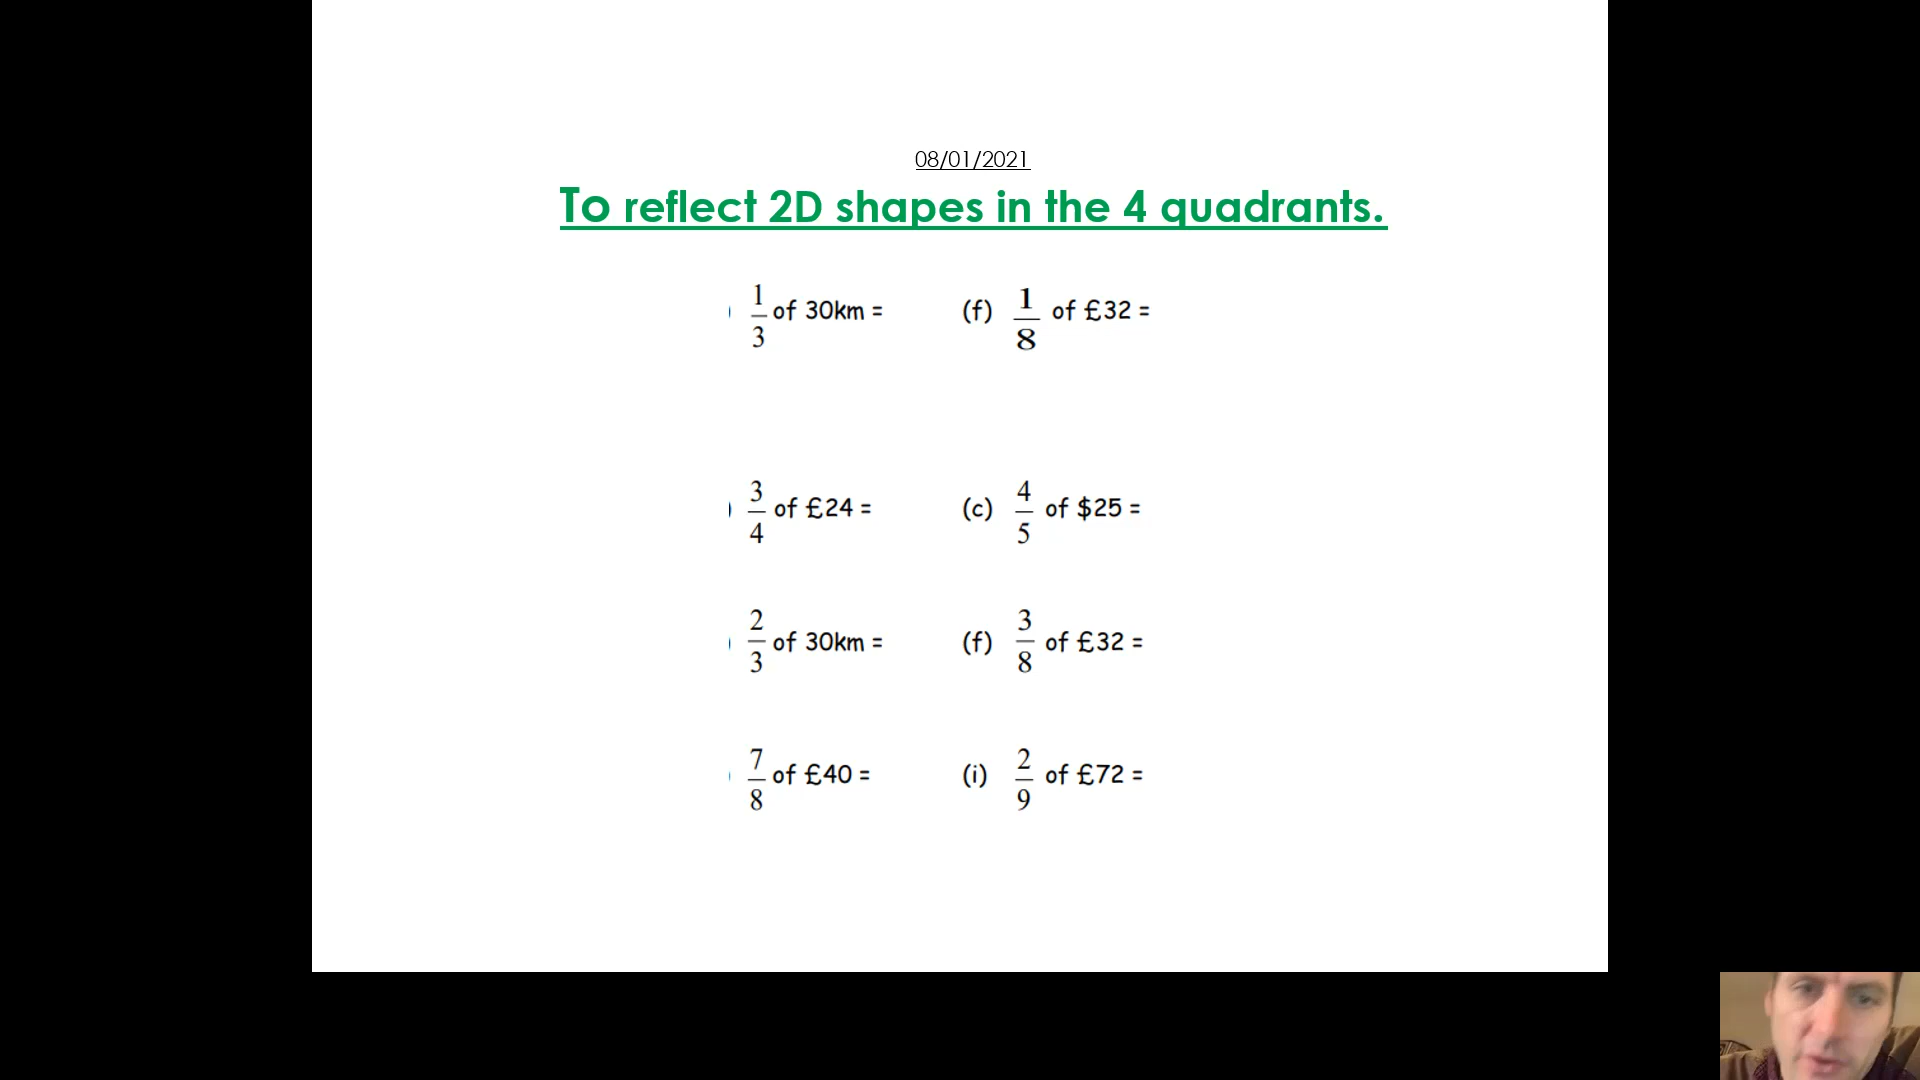 08/01/2021
To reflect 2D shapes in the 4 quadrants.
) 1/3 of 30km = (f) 1/8 of £32 =
) 3/4 of £24 = (c) 4/5 of $25 =
) 2/3 of 30km = (f) 3/8 of £32 =
) 7/8 of £40 = (i) 2/9 of £72 =